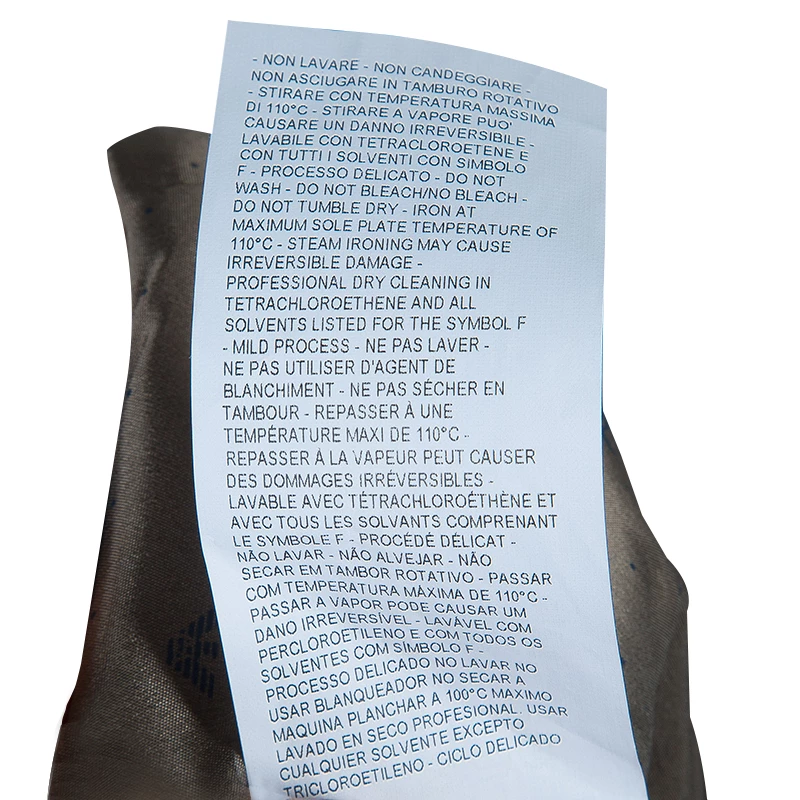 - NON LAVARE - NON CANDEGGIARE -
NON ASCIUGARE IN TAMBURO ROTATIVO
- STIRARE CON TEMPERATURA MASSIMA
DI 110°C - STIRARE A VAPORE PUO'
CAUSARE UN DANNO IRREVERSIBILE -
LAVABILE CON TETRACLOROETENE E
CON TUTTI I SOLVENTI CON SIMBOLO
F - PROCESSO DELICATO - DO NOT
WASH - DO NOT BLEACH/NO BLEACH -
DO NOT TUMBLE DRY - IRON AT
MAXIMUM SOLE PLATE TEMPERATURE OF
110°C - STEAM IRONING MAY CAUSE
IRREVERSIBLE DAMAGE -
PROFESSIONAL DRY CLEANING IN
TETRACHLOROETHENE AND ALL
SOLVENTS LISTED FOR THE SYMBOL F
- MILD PROCESS - NE PAS LAVER -
NE PAS UTILISER D'AGENT DE
BLANCHIMENT - NE PAS SÉCHER EN
TAMBOUR - REPASSER À UNE
TEMPÉRATURE MAXI DE 110°C -
REPASSER À LA VAPEUR PEUT CAUSER
DES DOMMAGES IRRÉVERSIBLES -
LAVABLE AVEC TÉTRACHLOROÉTHÈNE ET
AVEC TOUS LES SOLVANTS COMPRENANT
LE SYMBOLE F - PROCÉDÉ DÉLICAT -
NÃO LAVAR - NÃO ALVEJAR - NÃO
SECAR EM TAMBOR ROTATIVO - PASSAR
COM TEMPERATURA MÁXIMA DE 110°C -
PASSAR A VAPOR PODE CAUSAR UM
DANO IRREVERSÍVEL - LAVÁVEL COM
PERCLOROETILENO E COM TODOS OS
SOLVENTES COM SÍMBOLO F -
PROCESSO DELICADO NO LAVAR NO
USAR BLANQUEADOR NO SECAR A
MAQUINA PLANCHAR A 100°C MAXIMO
LAVADO EN SECO PROFESIONAL. USAR
CUALQUIER SOLVENTE EXCEPTO
TRICLOROETILENO - CICLO DELICADO